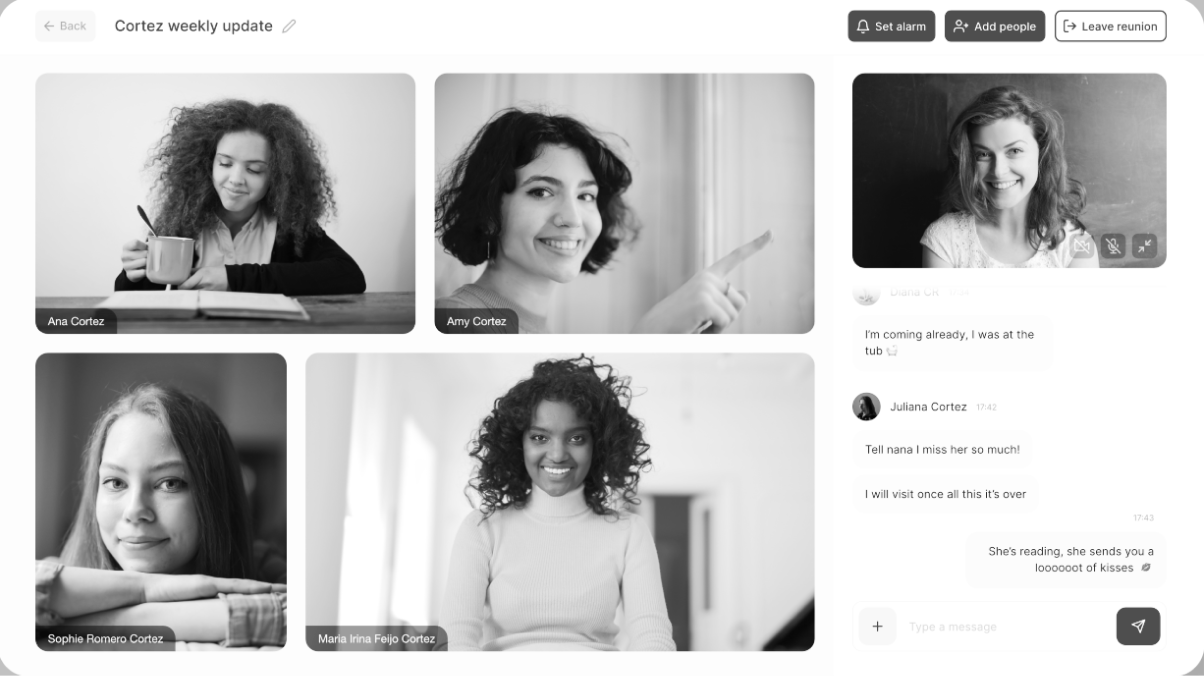 Back
Cortez weekly update
Set alarm
Add people
Leave reunion
Ana Cortez
Amy Cortez
Sophie Romero Cortez
Maria Irina Feijo Cortez
Diana CR
I'm coming already, I was at the
tub
Juliana Cortez 17:42
Tell nana I miss her so much!
I will visit once all this it's over
17:43
She's reading, she sends you a
loooooot of kisses
Type a message